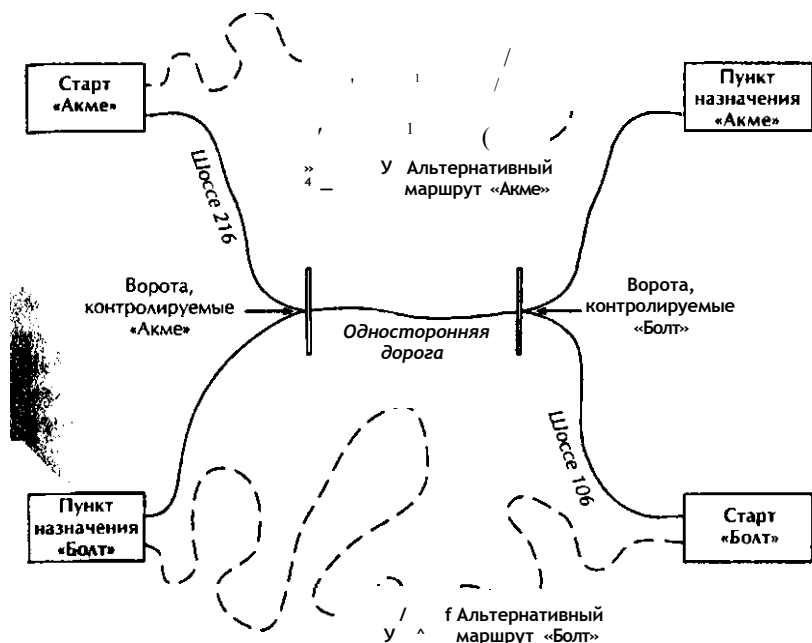 Старт
«Акме»
Пункт
назначения
«Акме»
Шоссе 216
Альтернативный
маршрут «Акме»
Ворота,
контролируемые
«Акме»
Односторонняя
дорога
Ворота,
контролируемые
«Болт»
Шоссе 106
Пункт
назначения
«Болт»
Старт
«Болт»
Альтернативный
маршрут «Болт»